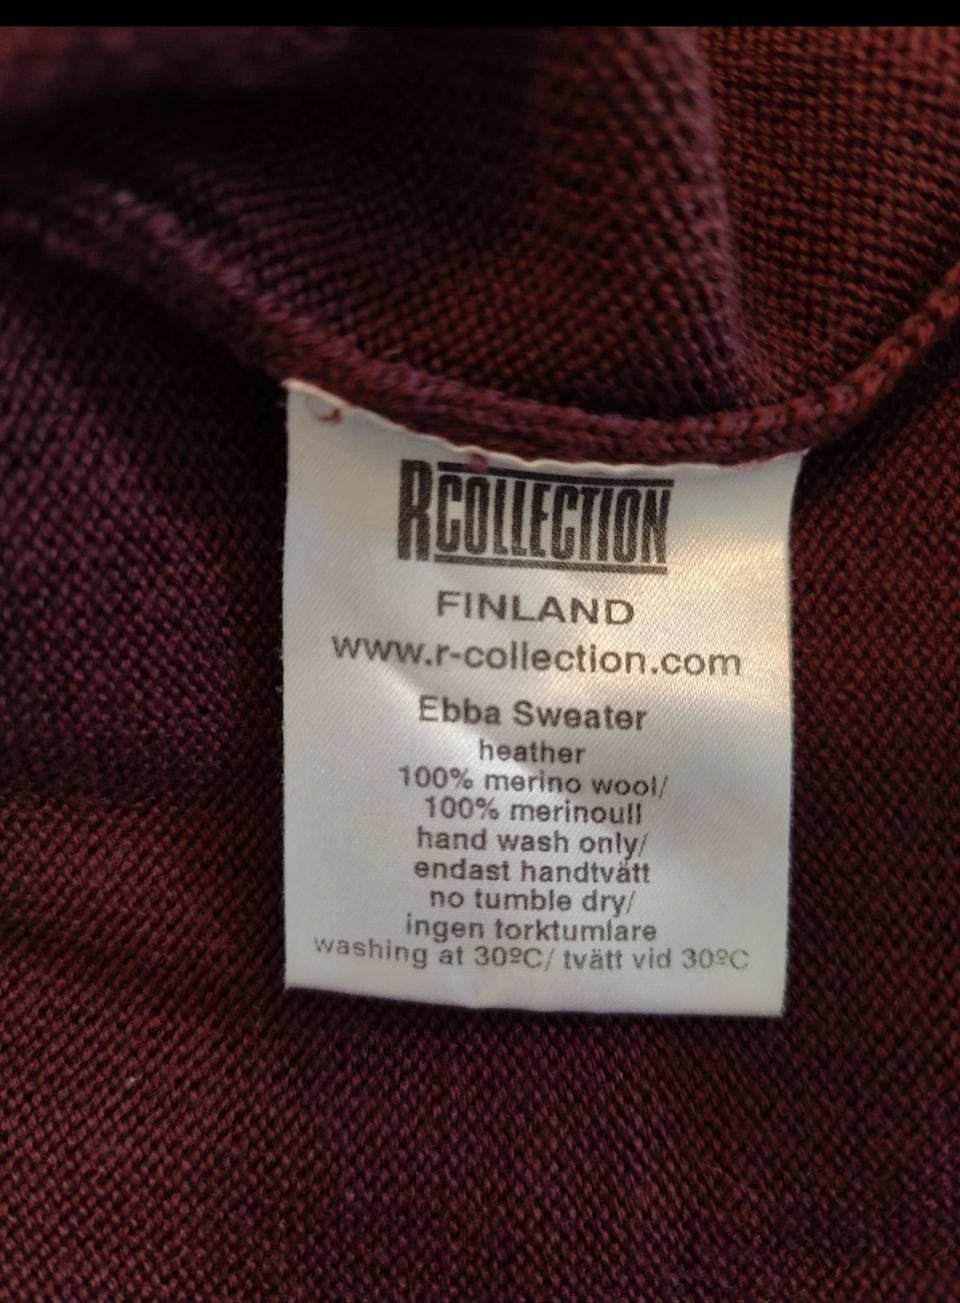 RCOLLECTION
FINLAND
www.r-collection.com
Ebba Sweater
heather
100% merino wool/
100% merinoull
hand wash only/
endast handtvätt
no tumble dry/
ingen torktumlare
washing at 30ºC/ tvätt vid 30ºC